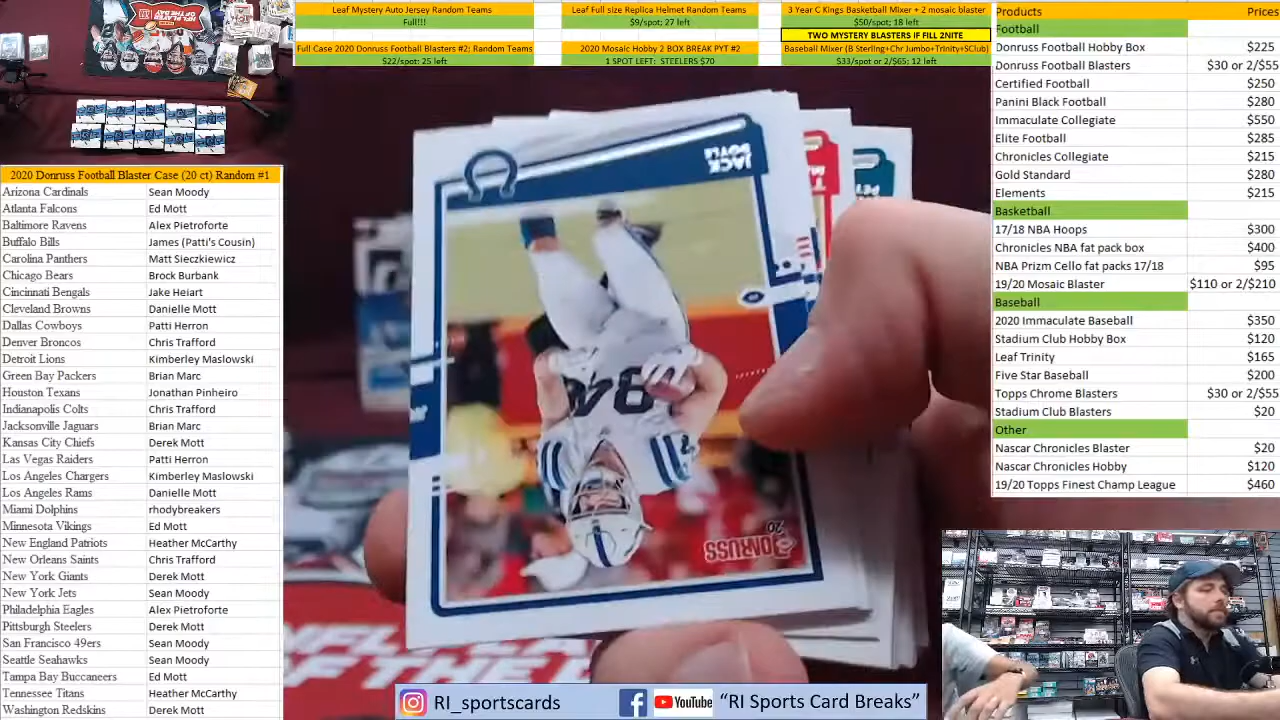 Leaf Mystery Auto Jersey Random Teams
Full!!!
Full Case 2020 Donruss Football Blasters #2; Random Teams
$22/spot: 25 left
Leaf Full size Replica Helmet Random Teams
$9/spot; 27 left
2020 Mosaic Hobby 2 BOX BREAK PYT #2
1 SPOT LEFT: STEELERS $70
3 Year C Kings Basketball Mixer + 2 mosaic blaster
$50/spot; 18 left
TWO MYSTERY BLASTERS IF FILL 2NITE
Baseball Mixer (B Sterling+Chr Jumbo+Trinity+SClub)
$33/spot or 2/$65; 12 left
Products Prices
Football
Donruss Football Hobby Box $225
Donruss Football Blasters $30 or 2/$55
Certified Football $250
Panini Black Football $280
Immaculate Collegiate $550
Elite Football $285
Chronicles Collegiate $215
Gold Standard $280
Elements $215
Basketball
17/18 NBA Hoops $300
Chronicles NBA fat pack box $400
NBA Prizm Cello fat packs 17/18 $95
19/20 Mosaic Blaster $110 or 2/$210
Baseball
2020 Immaculate Baseball $350
Stadium Club Hobby Box $120
Leaf Trinity $165
Five Star Baseball $200
Topps Chrome Blasters $30 or 2/$55
Stadium Club Blasters $20
Other
Nascar Chronicles Blaster $20
Nascar Chronicles Hobby $120
19/20 Topps Finest Champ League $460
2020 Donruss Football Blaster Case (20 ct) Random #1
Arizona Cardinals Sean Moody
Atlanta Falcons Ed Mott
Baltimore Ravens Alex Pietroforte
Buffalo Bills James (Patti's Cousin)
Carolina Panthers Matt Sieczkiewicz
Chicago Bears Brock Burbank
Cincinnati Bengals Jake Heiart
Cleveland Browns Danielle Mott
Dallas Cowboys Patti Herron
Denver Broncos Chris Trafford
Detroit Lions Kimberley Maslowski
Green Bay Packers Brian Marc
Houston Texans Jonathan Pinheiro
Indianapolis Colts Chris Trafford
Jacksonville Jaguars Brian Marc
Kansas City Chiefs Derek Mott
Las Vegas Raiders Patti Herron
Los Angeles Chargers Kimberley Maslowski
Los Angeles Rams Danielle Mott
Miami Dolphins rhodybreakers
Minnesota Vikings Ed Mott
New England Patriots Heather McCarthy
New Orleans Saints Chris Trafford
New York Giants Derek Mott
New York Jets Sean Moody
Philadelphia Eagles Alex Pietroforte
Pittsburgh Steelers Derek Mott
San Francisco 49ers Sean Moody
Seattle Seahawks Sean Moody
Tampa Bay Buccaneers Ed Mott
Tennessee Titans Heather McCarthy
Washington Redskins Derek Mott
JACK
DOYLE
84
20
DONRUSS
RI_sportscards
YouTube
"RI Sports Card Breaks"